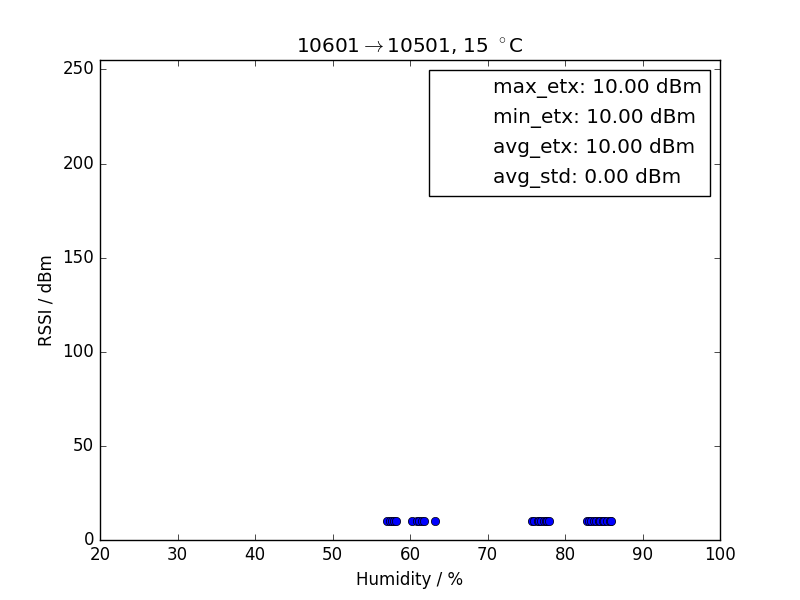 10601→10501, 15 °C
max_etx: 10.00 dBm
min_etx: 10.00 dBm
avg_etx: 10.00 dBm
avg_std: 0.00 dBm
RSSI / dBm
250
200
150
100
50
0
20 30 40 50 60 70 80 90 100
Humidity / %